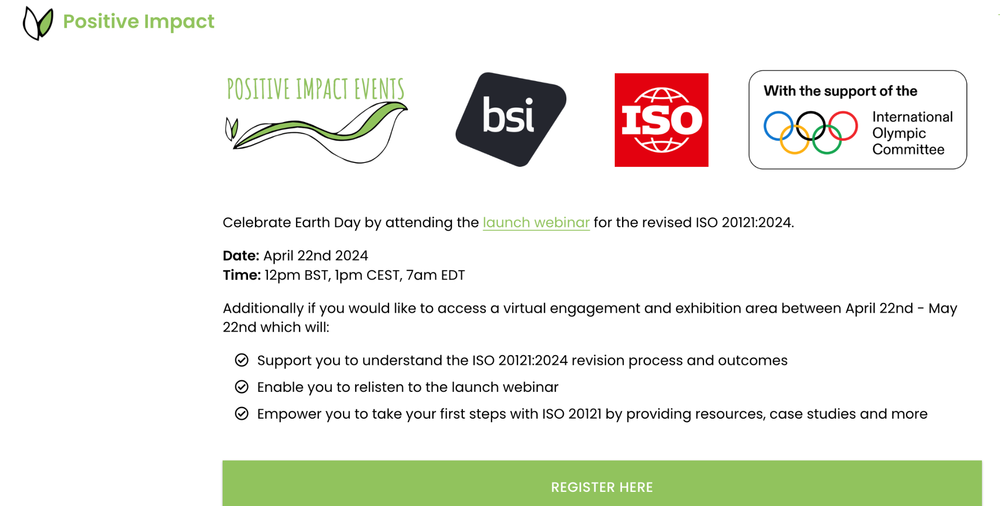 Positive Impact
POSITIVE IMPACT EVENTS
bsi
ISO
With the support of the
International
Olympic
Committee
Celebrate Earth Day by attending the launch webinar for the revised ISO 20121:2024.
Date: April 22nd 2024
Time: 12pm BST, 1pm CEST, 7am EDT
Additionally if you would like to access a virtual engagement and exhibition area between April 22nd - May
22nd which will:
Support you to understand the ISO 20121:2024 revision process and outcomes
Enable you to relisten to the launch webinar
Empower you to take your first steps with ISO 20121 by providing resources, case studies and more
REGISTER HERE